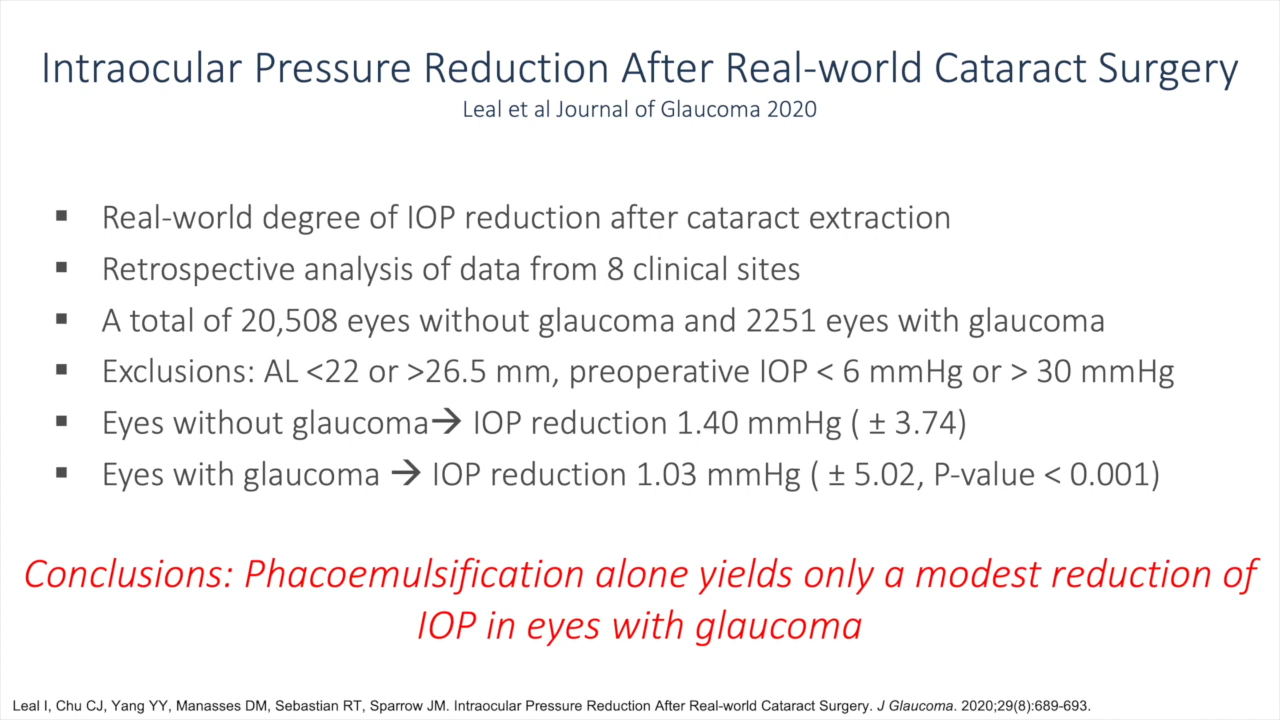 Intraocular Pressure Reduction After Real-world Cataract Surgery
Leal et al Journal of Glaucoma 2020
▪ Real-world degree of IOP reduction after cataract extraction
▪ Retrospective analysis of data from 8 clinical sites
▪ A total of 20,508 eyes without glaucoma and 2251 eyes with glaucoma
▪ Exclusions: AL <22 or >26.5 mm, preoperative IOP < 6 mmHg or > 30 mmHg
▪ Eyes without glaucoma→ IOP reduction 1.40 mmHg ( ± 3.74)
▪ Eyes with glaucoma → IOP reduction 1.03 mmHg ( ± 5.02, P-value < 0.001)
Conclusions: Phacoemulsification alone yields only a modest reduction of
IOP in eyes with glaucoma
Leal I, Chu CJ, Yang YY, Manasses DM, Sebastian RT, Sparrow JM. Intraocular Pressure Reduction After Real-world Cataract Surgery. J Glaucoma. 2020;29(8):689-693.